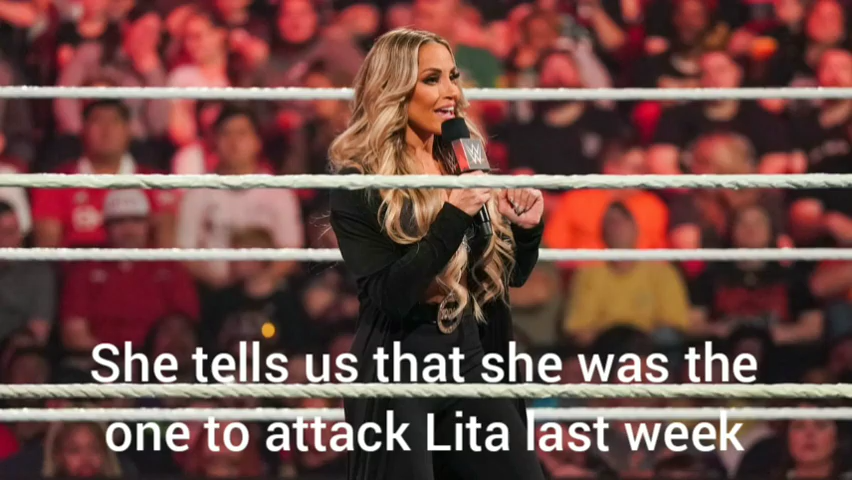 W
She tells us that she was the
one to attack Lita last week